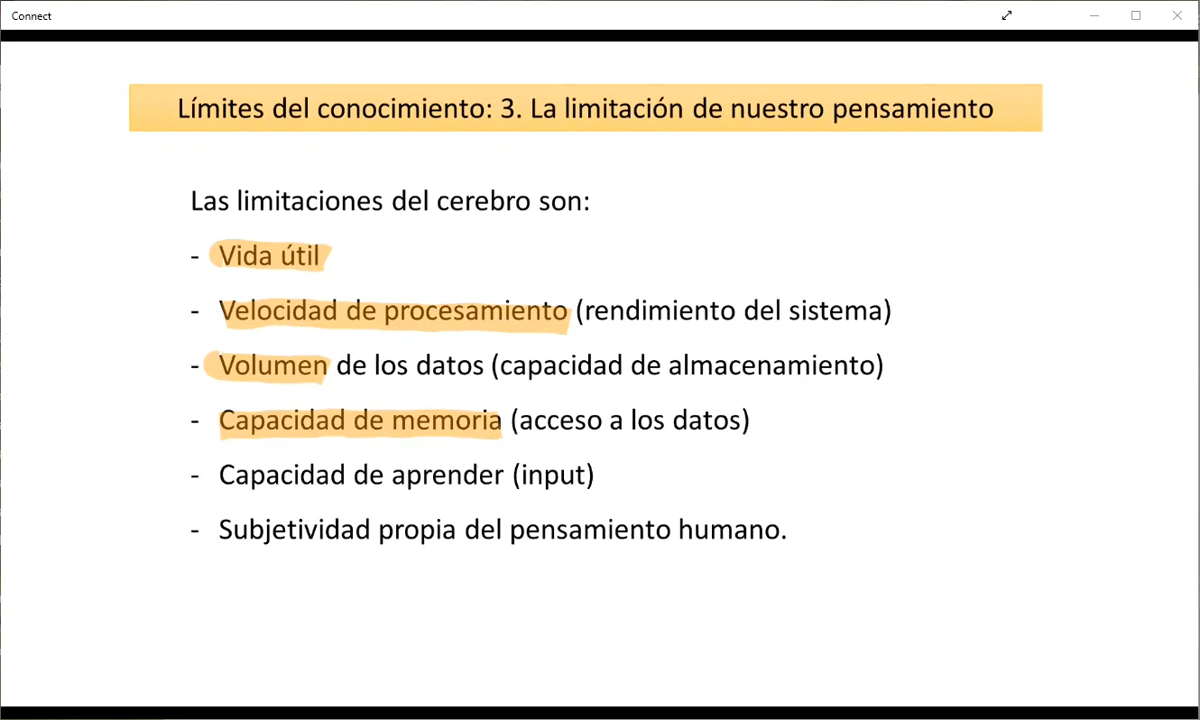 Connect
Límites del conocimiento: 3. La limitación de nuestro pensamiento
Las limitaciones del cerebro son:
- Vida útil
- Velocidad de procesamiento (rendimiento del sistema)
- Volumen de los datos (capacidad de almacenamiento)
- Capacidad de memoria (acceso a los datos)
- Capacidad de aprender (input)
- Subjetividad propia del pensamiento humano.